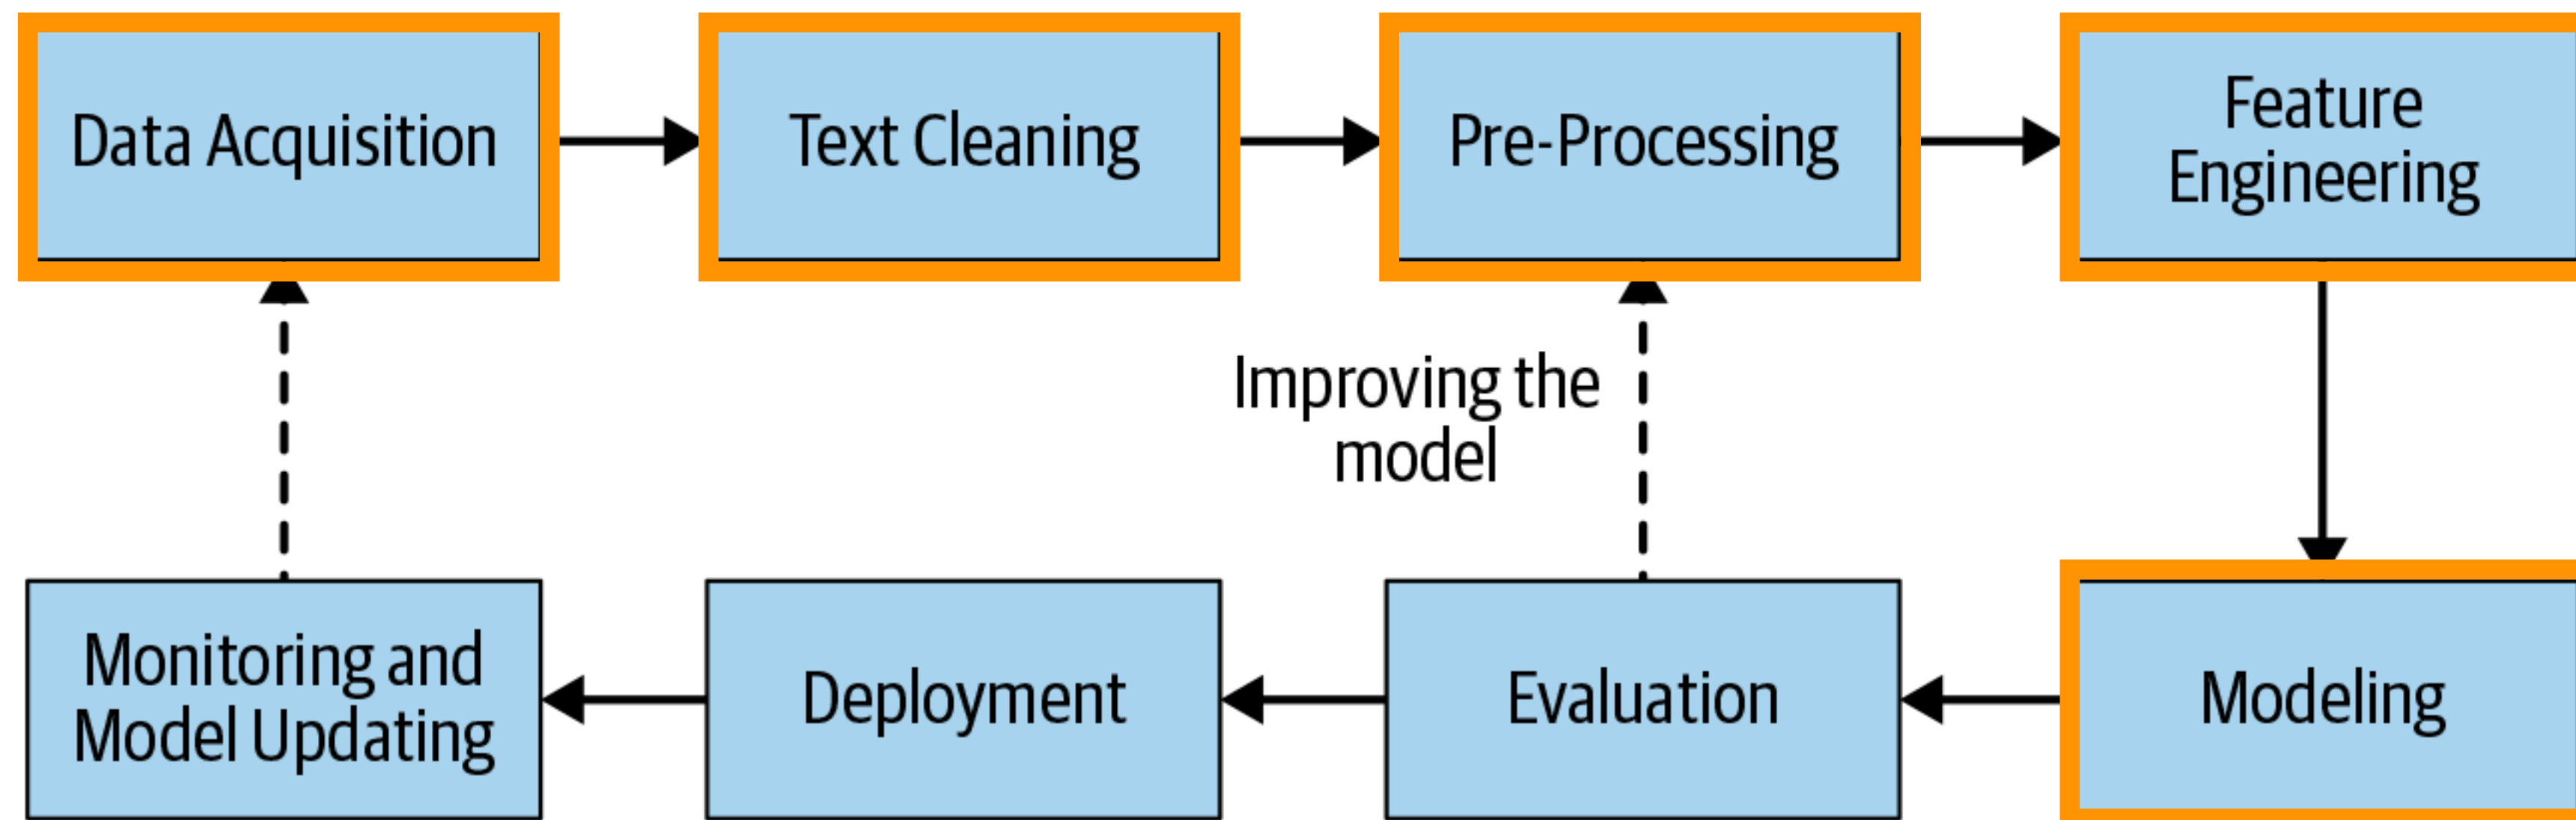 Data Acquisition
Text Cleaning
Pre-Processing
Feature
Engineering
Improving the
model
Monitoring and
Model Updating
Deployment
Evaluation
Modeling